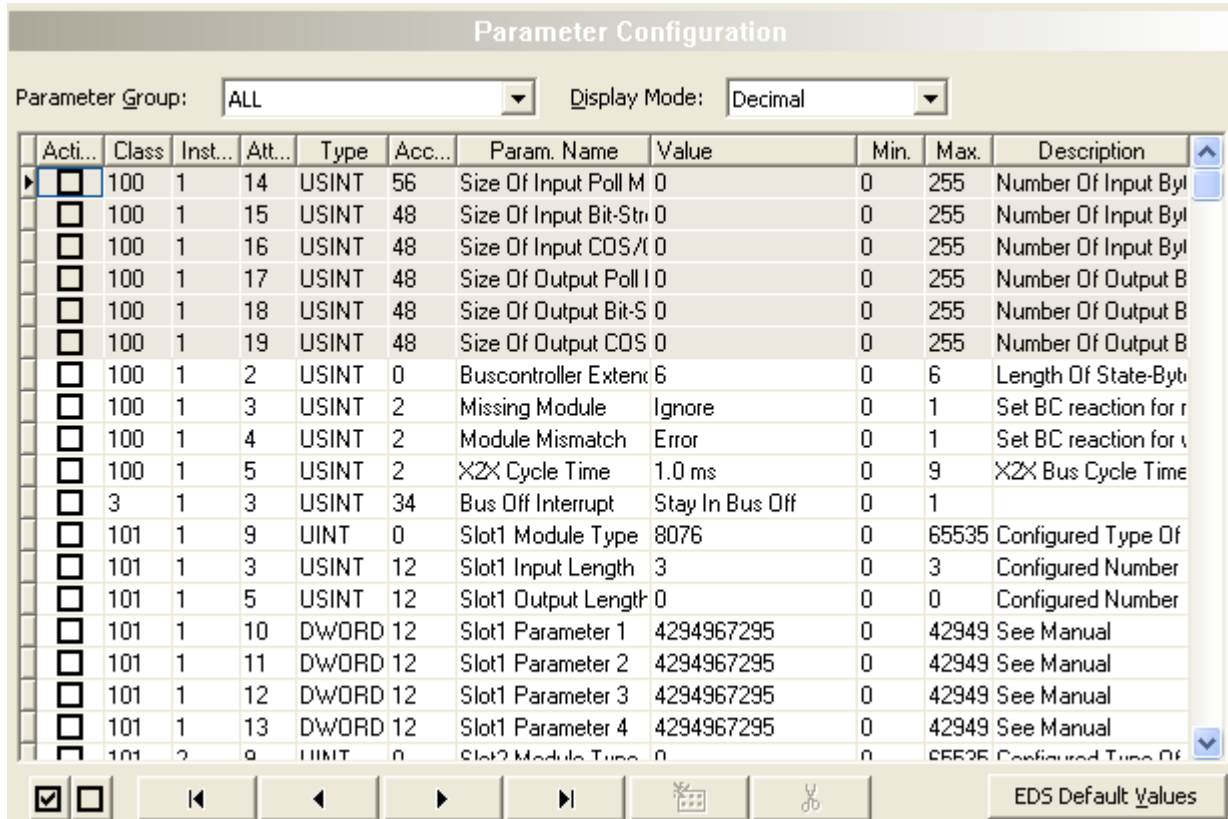 Parameter Configuration
Parameter Group: ALL Display Mode: Decimal
Acti... Class Inst... Att... Type Acc... Param. Name Value Min. Max. Description
100 1 14 USINT 56 Size Of Input Poll M 0 0 255 Number Of Input Byt
100 1 15 USINT 48 Size Of Input Bit-Str 0 0 255 Number Of Input Byt
100 1 16 USINT 48 Size Of Input COS/C 0 0 255 Number Of Input Byt
100 1 17 USINT 48 Size Of Output Poll 0 0 255 Number Of Output B
100 1 18 USINT 48 Size Of Output Bit-S 0 0 255 Number Of Output B
100 1 19 USINT 48 Size Of Output COS 0 0 255 Number Of Output B
100 1 2 USINT 0 Buscontroller Extend 6 0 6 Length Of State-Byt
100 1 3 USINT 2 Missing Module Ignore 0 1 Set BC reaction for
100 1 4 USINT 2 Module Mismatch Error 0 1 Set BC reaction for
100 1 5 USINT 2 X2X Cycle Time 1.0 ms 0 9 X2X Bus Cycle Time
3 1 3 USINT 34 Bus Off Interrupt Stay In Bus Off 0 1
101 1 9 UINT 0 Slot1 Module Type 8076 0 65535 Configured Type Of
101 1 3 USINT 12 Slot1 Input Length 3 0 3 Configured Number
101 1 5 USINT 12 Slot1 Output Length 0 0 0 Configured Number
101 1 10 DWORD 12 Slot1 Parameter 1 4294967295 0 42949 See Manual
101 1 11 DWORD 12 Slot1 Parameter 2 4294967295 0 42949 See Manual
101 1 12 DWORD 12 Slot1 Parameter 3 4294967295 0 42949 See Manual
101 1 13 DWORD 12 Slot1 Parameter 4 4294967295 0 42949 See Manual
101 2 9 UINT 0 Slot2 Module Type 0 0 65535 Configured Type Of
EDS Default Values